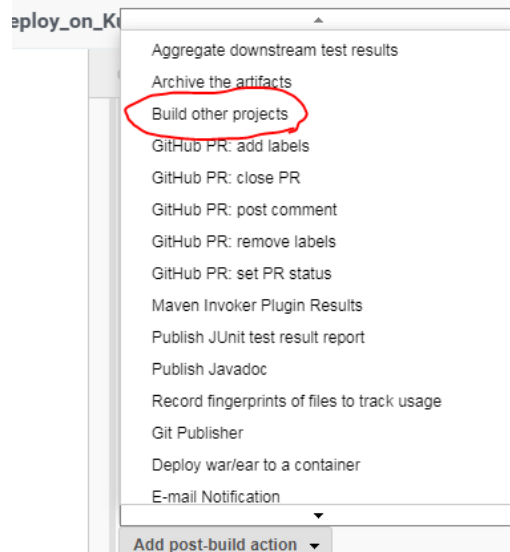 eploy_on_Ku
Aggregate downstream test results
Archive the artifacts
Build other projects
GitHub PR: add labels
GitHub PR: close PR
GitHub PR: post comment
GitHub PR: remove labels
GitHub PR: set PR status
Maven Invoker Plugin Results
Publish JUnit test result report
Publish Javadoc
Record fingerprints of files to track usage
Git Publisher
Deploy war/ear to a container
E-mail Notification
Add post-build action